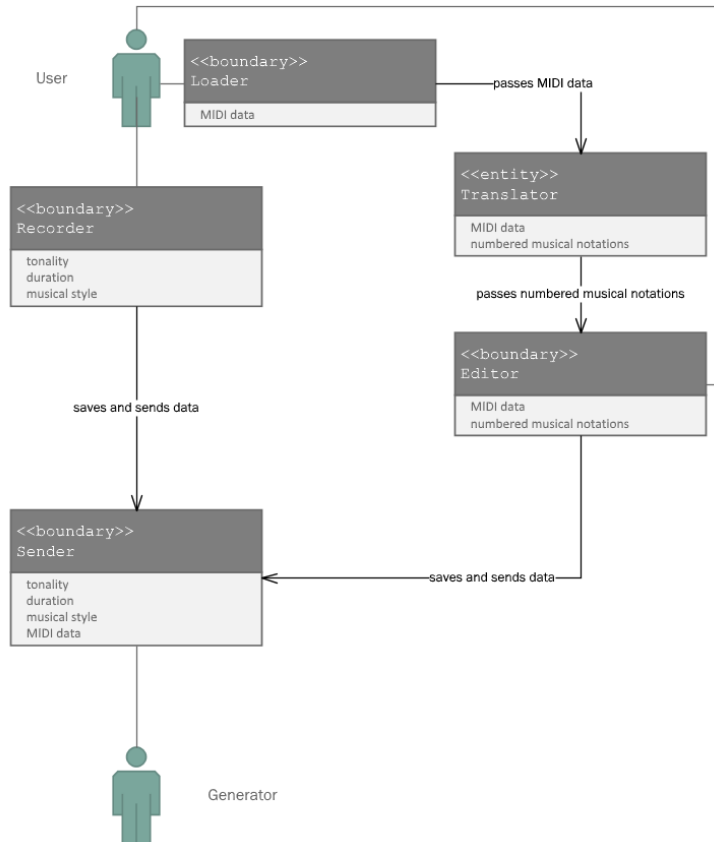 User
<<boundary>>
Loader
MIDI data
passes MIDI data
<<entity>>
Translator
MIDI data
numbered musical notations
<<boundary>>
Recorder
tonality
duration
musical style
passes numbered musical notations
<<boundary>>
Editor
MIDI data
numbered musical notations
saves and sends data
<<boundary>>
Sender
tonality
duration
musical style
MIDI data
saves and sends data
Generator